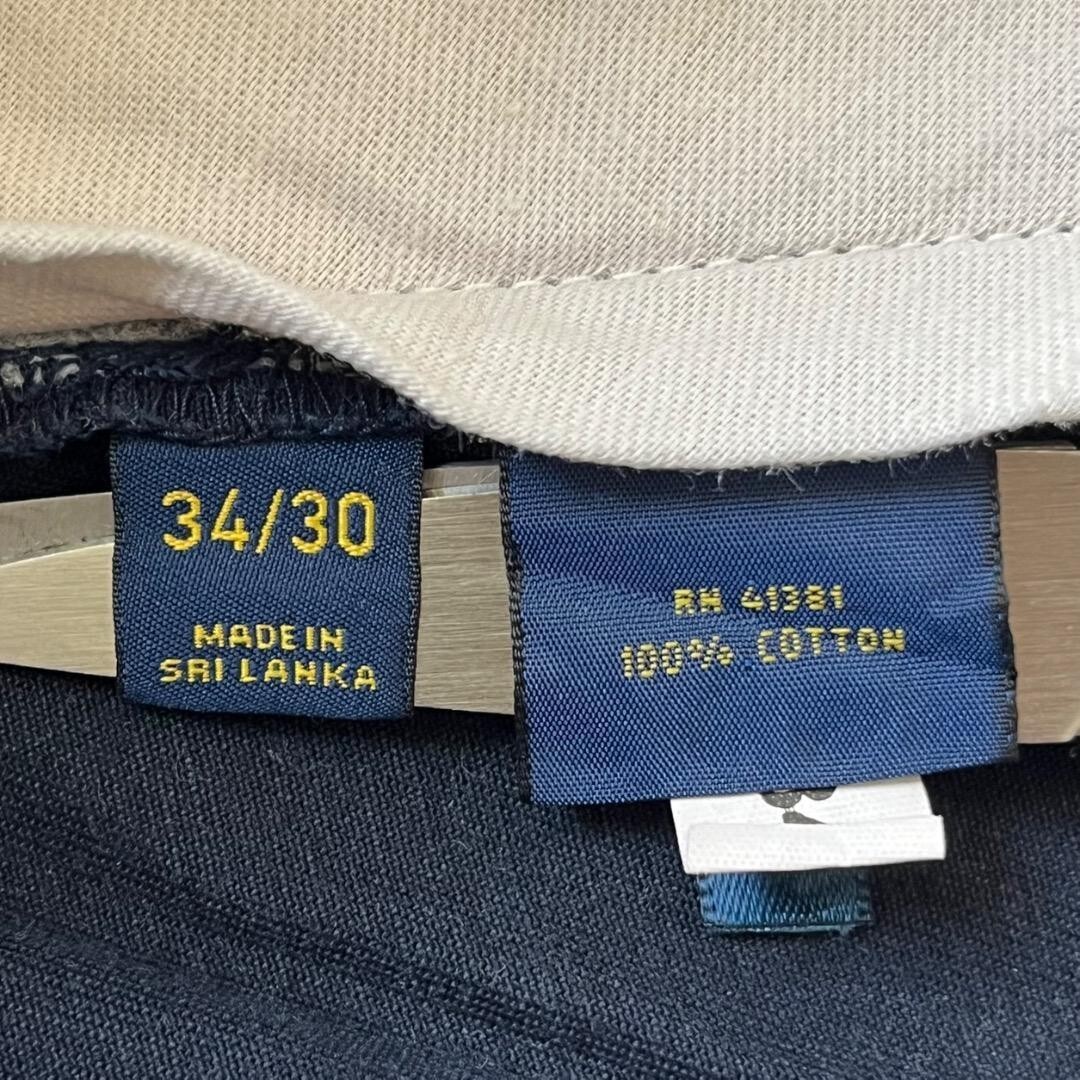 34/30
MADE IN
SRI LANKA
RN 41381
100% COTTON